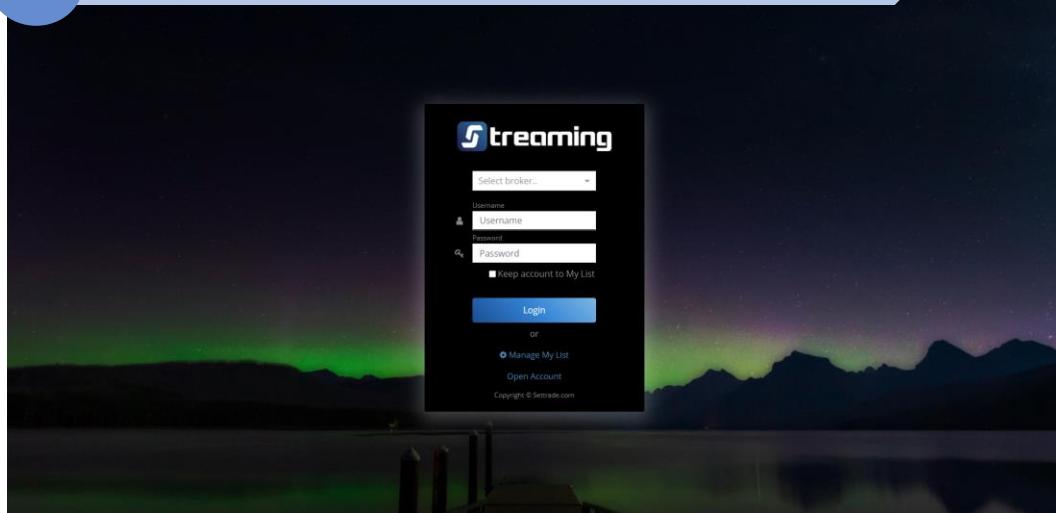 Streaming
Select broker..
Username
Username
Password
Password
Keep account to My List
Login
or
Manage My List
Open Account
Copyright © Settrade.com